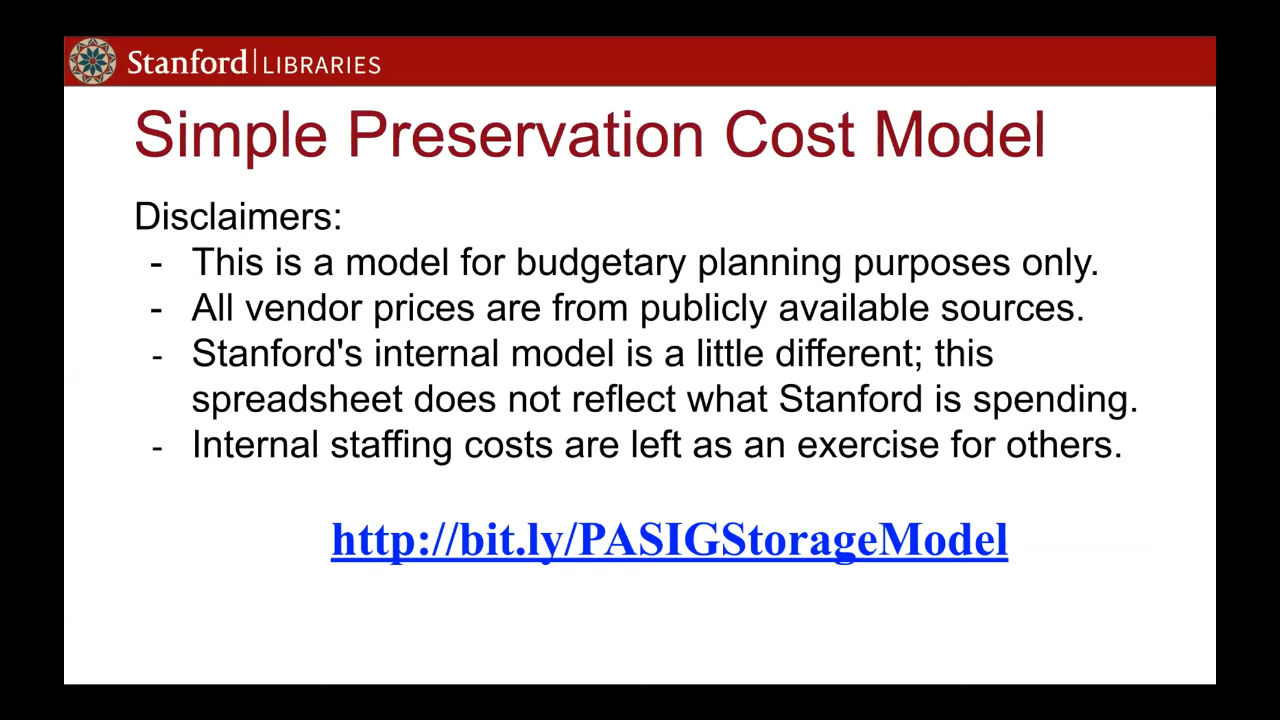 Stanford | LIBRARIES
Simple Preservation Cost Model
Disclaimers:
- This is a model for budgetary planning purposes only.
- All vendor prices are from publicly available sources.
- Stanford's internal model is a little different; this
spreadsheet does not reflect what Stanford is spending.
- Internal staffing costs are left as an exercise for others.
http://bit.ly/PASIGStorageModel